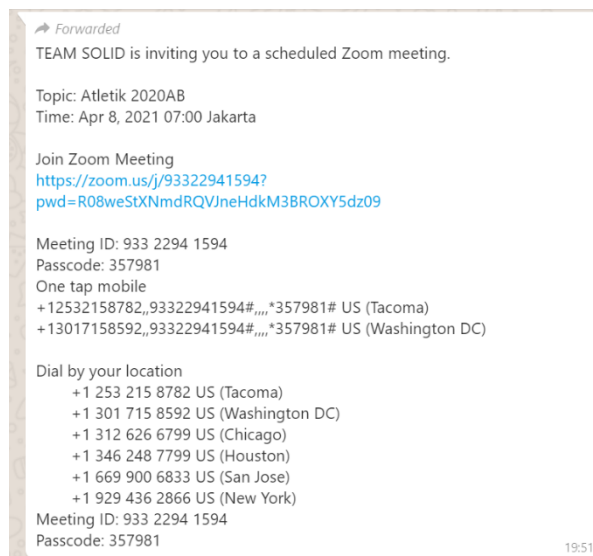 Forwarded
TEAM SOLID is inviting you to a scheduled Zoom meeting.
Topic: Atletik 2020AB
Time: Apr 8, 2021 07:00 Jakarta
Join Zoom Meeting
https://zoom.us/j/93322941594?
pwd=R08weStXNmdRQVJneHdkM3BROXY5dz09
Meeting ID: 933 2294 1594
Passcode: 357981
One tap mobile
+12532158782,,93322941594#,,,,*357981# US (Tacoma)
+13017158592,,93322941594#,,,,*357981# US (Washington DC)
Dial by your location
+1 253 215 8782 US (Tacoma)
+1 301 715 8592 US (Washington DC)
+1 312 626 6799 US (Chicago)
+1 346 248 7799 US (Houston)
+1 669 900 6833 US (San Jose)
+1 929 436 2866 US (New York)
Meeting ID: 933 2294 1594
Passcode: 357981
19:51